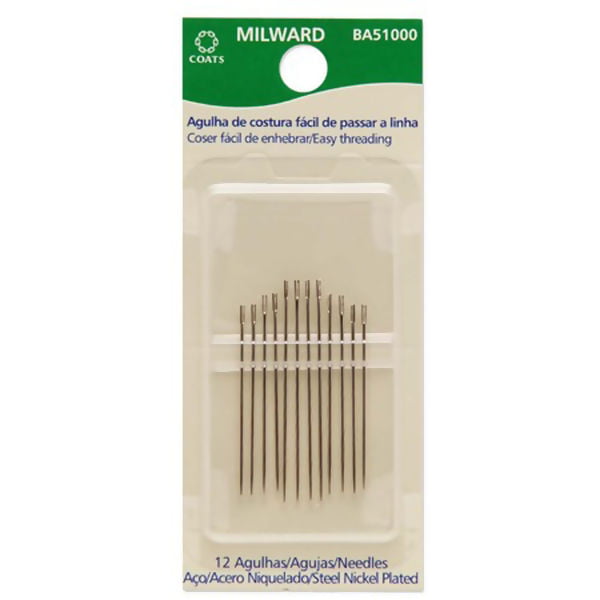 MILWARD BA51000
COATS
Agulha de costura fácil de passar a linha
Coser fácil de enhebrar/Easy threading
12 Agulhas/Agujas/Needles
Aço/Acero Niquelado/Steel Nickel Plated